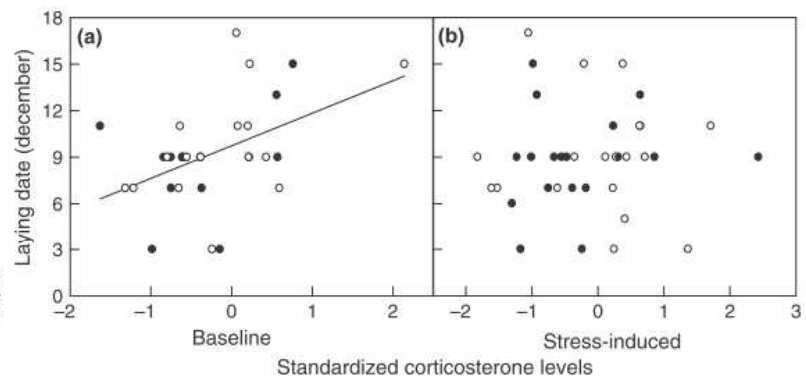 18
15
12
9
6
3
0
Laying date (december)
(a)
(b)
−2 −1 0 1 2
−2 −1 0 1 2 3
Baseline
Stress-induced
Standardized corticosterone levels